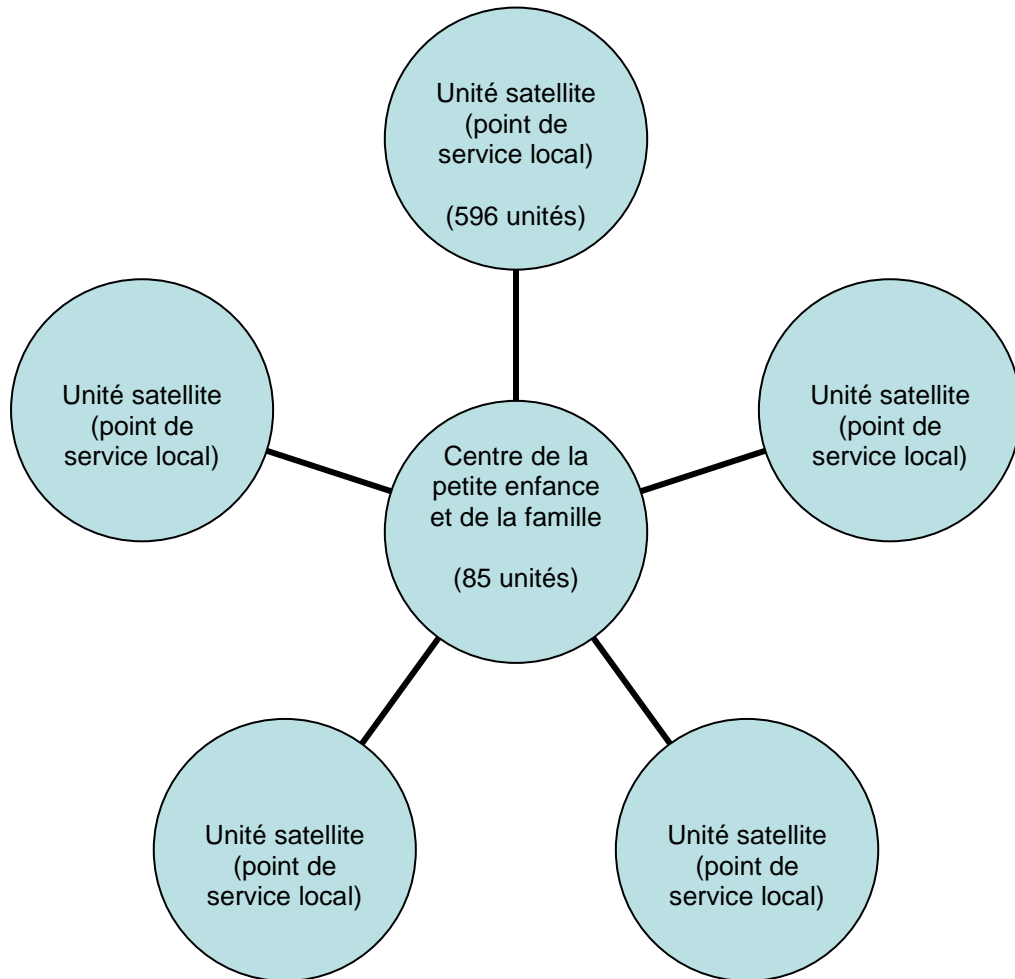 Unité satellite
(point de
service local)
(596 unités)
Unité satellite
(point de
service local)
Unité satellite
(point de
service local)
Centre de la
petite enfance
et de la famille
(85 unités)
Unité satellite
(point de
service local)
Unité satellite
(point de
service local)